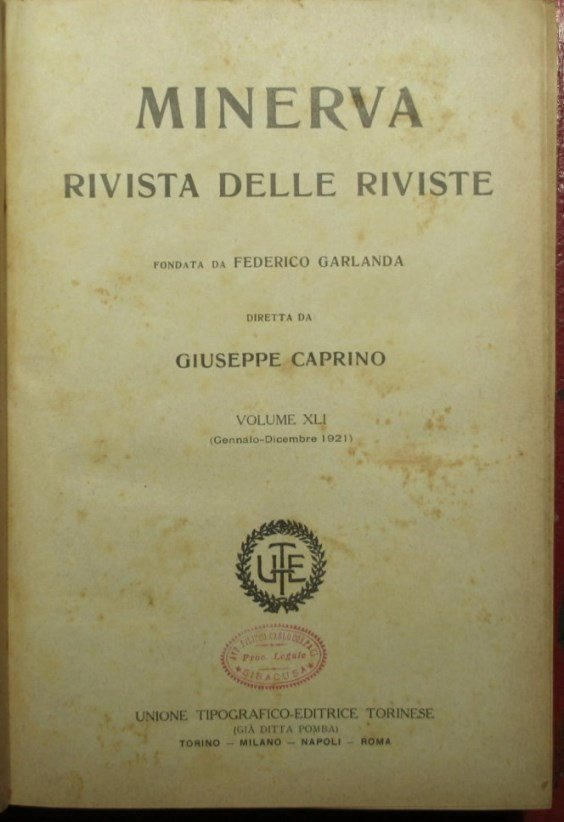 MINERVA
RIVISTA DELLE RIVISTE
FONDATA DA FEDERICO GARLANDA
DIRETTA DA
GIUSEPPE CAPRINO
VOLUME XLI
(Gennaio-Dicembre 1921)
UTE
Proc. Legale
SIRACUSA
UNIONE TIPOGRAFICO-EDITRICE TORINESE
(GIÀ DITTA POMBA)
TORINO — MILANO — NAPOLI — ROMA